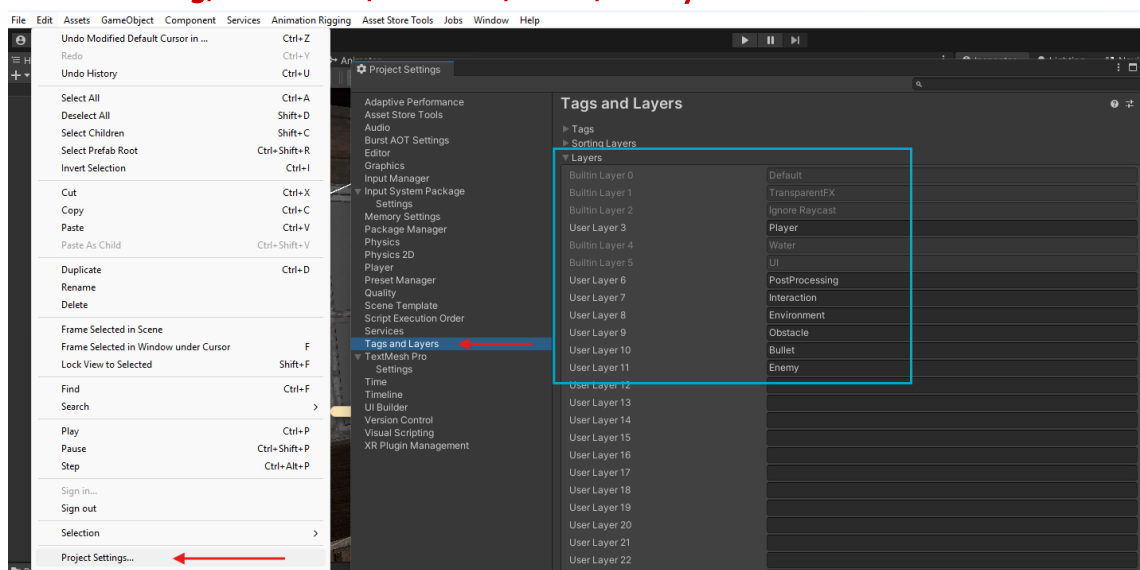 File Edit Assets GameObject Component Services Animation Rigging Asset Store Tools Jobs Window Help
Undo Modified Default Cursor in ... Ctrl+Z
Redo Ctrl+Y
Undo History Ctrl+U
Select All Ctrl+A
Deselect All Shift+D
Select Children Shift+C
Select Prefab Root Ctrl+Shift+R
Invert Selection Ctrl+I
Cut Ctrl+X
Copy Ctrl+C
Paste Ctrl+V
Paste As Child Ctrl+Shift+V
Duplicate Ctrl+D
Rename
Delete
Frame Selected in Scene
Frame Selected in Window under Cursor F
Lock View to Selected Shift+F
Find Ctrl+F
Search
Play Ctrl+P
Pause Ctrl+Shift+P
Step Ctrl+Alt+P
Sign in...
Sign out
Selection
Project Settings...
Project Settings
Adaptive Performance
Asset Store Tools
Audio
Burst AOT Settings
Editor
Graphics
Input Manager
Input System Package
Settings
Memory Settings
Package Manager
Physics
Physics 2D
Player
Preset Manager
Quality
Scene Template
Script Execution Order
Services
Tags and Layers
TextMesh Pro
Settings
Time
Timeline
UI Builder
Version Control
Visual Scripting
XR Plugin Management
Tags and Layers
Tags
Sorting Layers
Layers
Builtin Layer 0 Default
Builtin Layer 1 TransparentFX
Builtin Layer 2 Ignore Raycast
User Layer 3 Player
Builtin Layer 4 Water
Builtin Layer 5 UI
User Layer 6 PostProcessing
User Layer 7 Interaction
User Layer 8 Environment
User Layer 9 Obstacle
User Layer 10 Bullet
User Layer 11 Enemy
User Layer 12
User Layer 13
User Layer 14
User Layer 15
User Layer 16
User Layer 17
User Layer 18
User Layer 19
User Layer 20
User Layer 21
User Layer 22